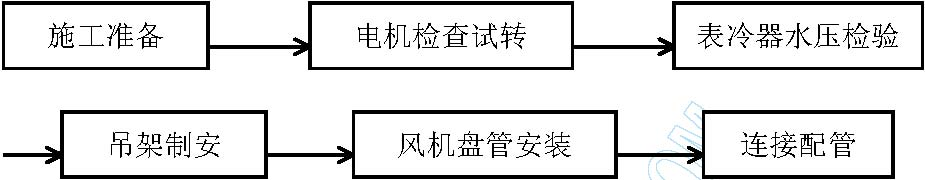 施工准备
电机检查试转
表冷器水压检验
吊架制安
风机盘管安装
连接配管